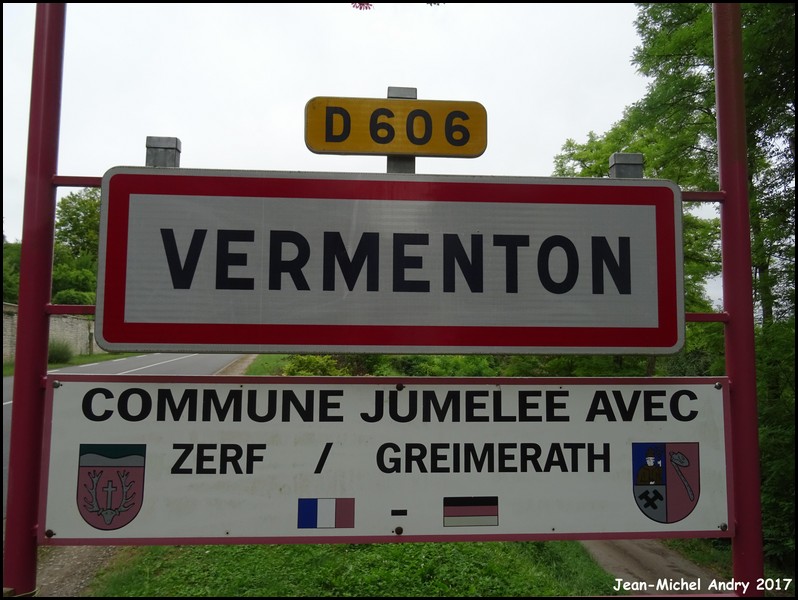 D 606
VERMENTON
COMMUNE JUMELEE AVEC
ZERF / GREIMERATH
-
Jean-Michel Andry 2017